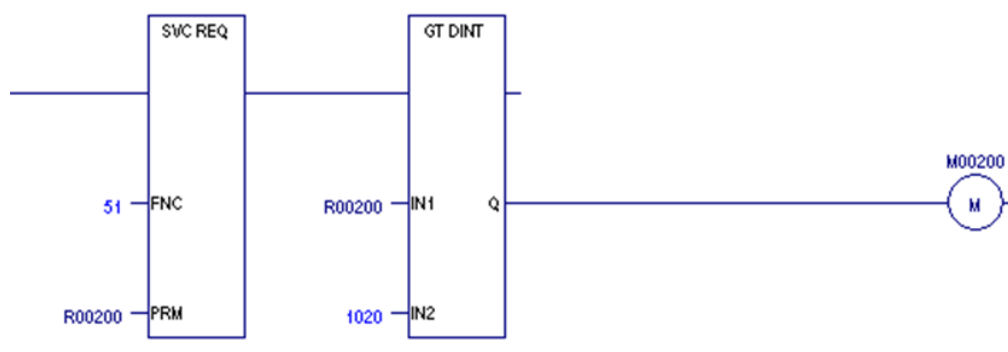 SVC REQ
GT DINT
M00200
M
51
FNC
R00200
IN1
Q
R00200
PRM
1020
IN2